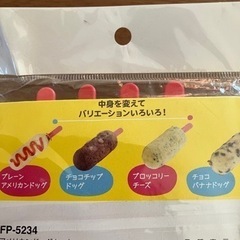 中身を変えて
バリエーションいろいろ!
プレーン
アメリカンドッグ
チョコチップ
ドッグ
ブロッコリー
チーズ
チョコ
バナナドッグ
FP-5234